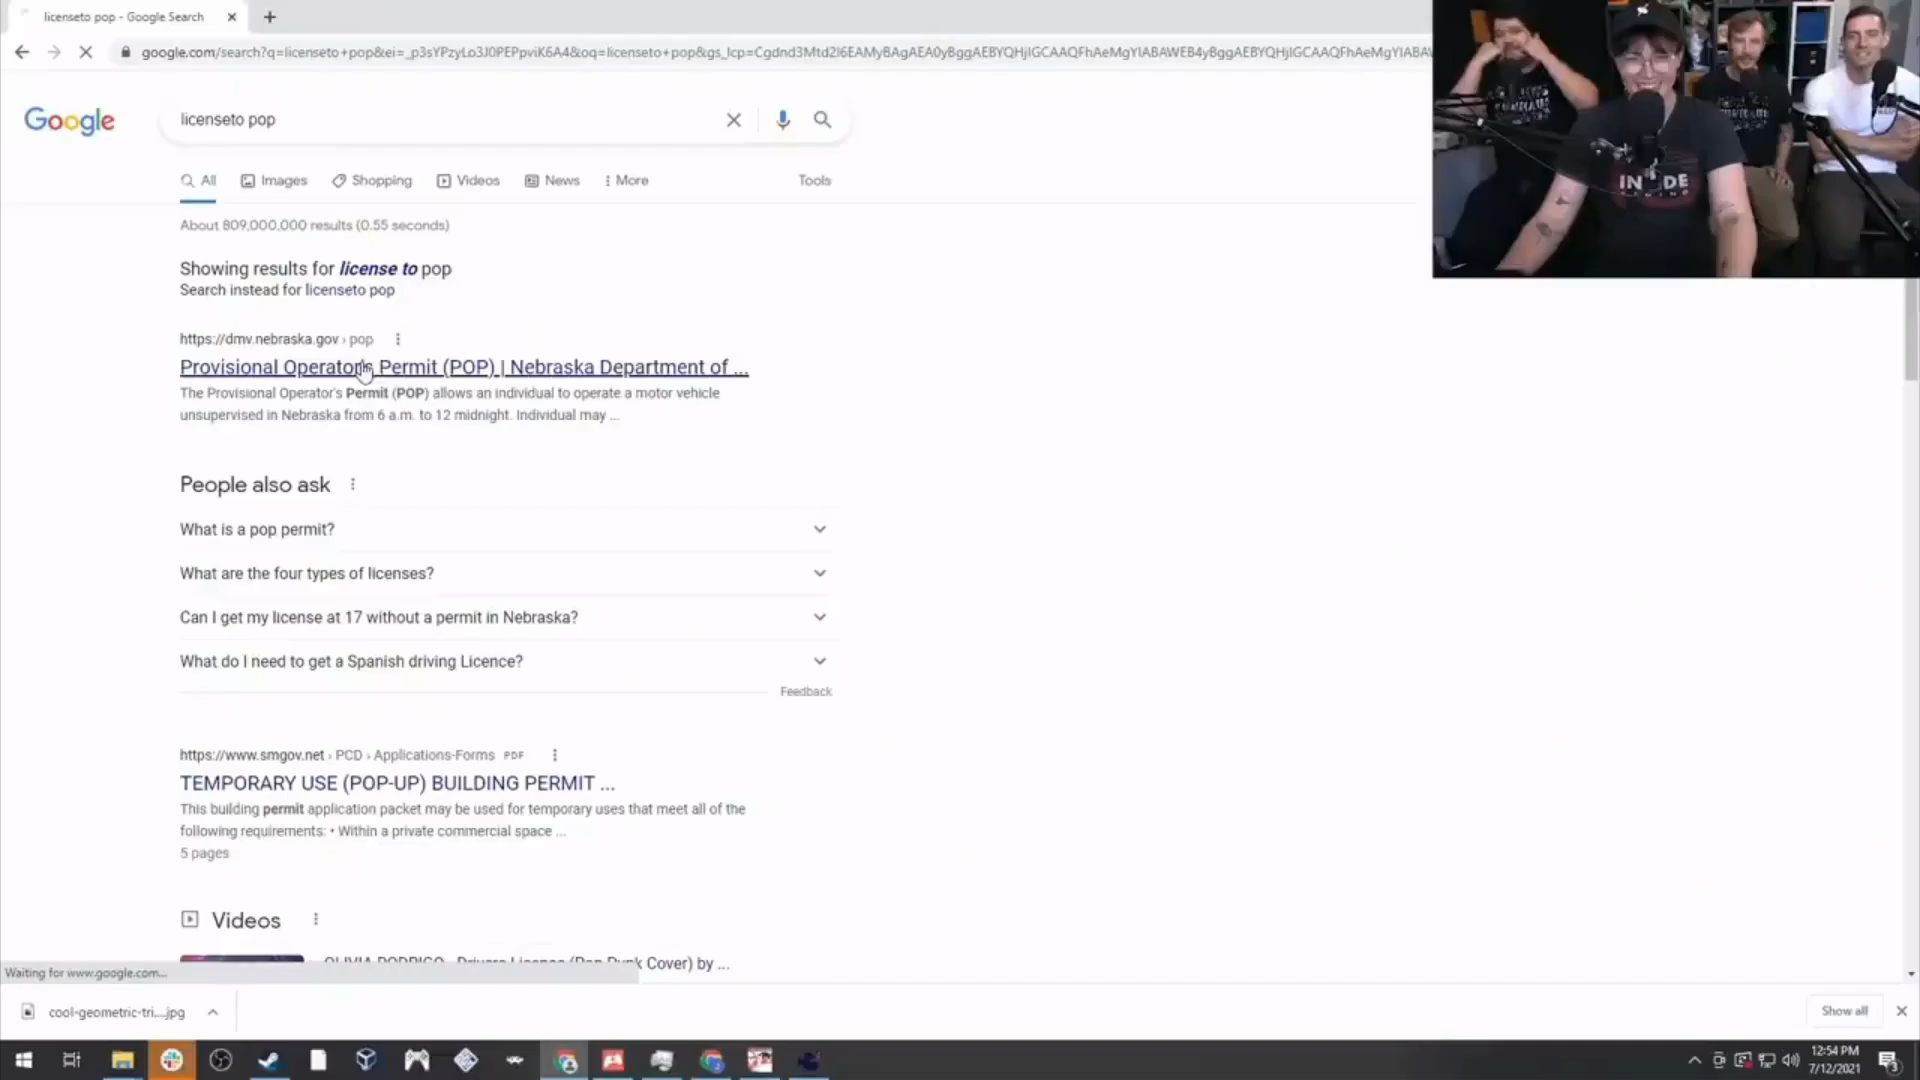 licenseto pop - Google Search
google.com/search?q=licenseto+pop&ei=_p3sYPzyLo3J0PEPpviK6A4&oq=licenseto+pop&gs_lcp=
Google
licenseto pop
All Images Shopping Videos News More Tools
About 809,000,000 results (0.55 seconds)
Showing results for license to pop
Search instead for licenseto pop
https://dmv.nebraska.gov › pop
Provisional Operator's Permit (POP) | Nebraska Department of ...
The Provisional Operator's Permit (POP) allows an individual to operate a motor vehicle
unsupervised in Nebraska from 6 a.m. to 12 midnight. Individual may ...
People also ask
What is a pop permit?
What are the four types of licenses?
Can I get my license at 17 without a permit in Nebraska?
What do I need to get a Spanish driving Licence?
Feedback
https://www.smgov.net › PCD › Applications-Forms PDF
TEMPORARY USE (POP-UP) BUILDING PERMIT ...
This building permit application packet may be used for temporary uses that meet all of the
following requirements: • Within a private commercial space ...
5 pages
Videos
OLIVIA RODRIGO - Drivers License (Pop Punk Cover) by ...
Waiting for www.google.com...
cool-geometric-tri....jpg
Show all
12:54 PM
7/12/2021
3